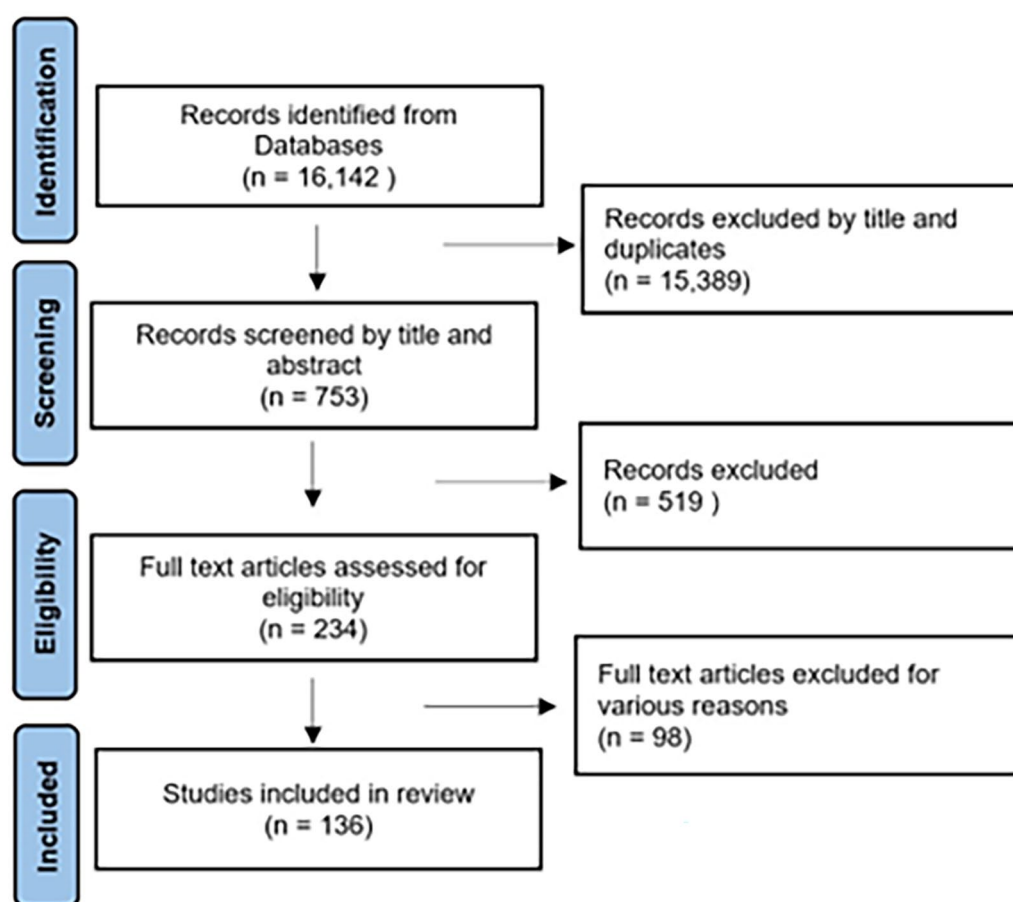 Identification
Records identified from
Databases
(n = 16,142 )
Records excluded by title and
duplicates
(n = 15,389)
Screening
Records screened by title and
abstract
(n = 753)
Records excluded
(n = 519 )
Eligibility
Full text articles assessed for
eligibility
(n = 234)
Full text articles excluded for
various reasons
(n = 98)
Included
Studies included in review
(n = 136)